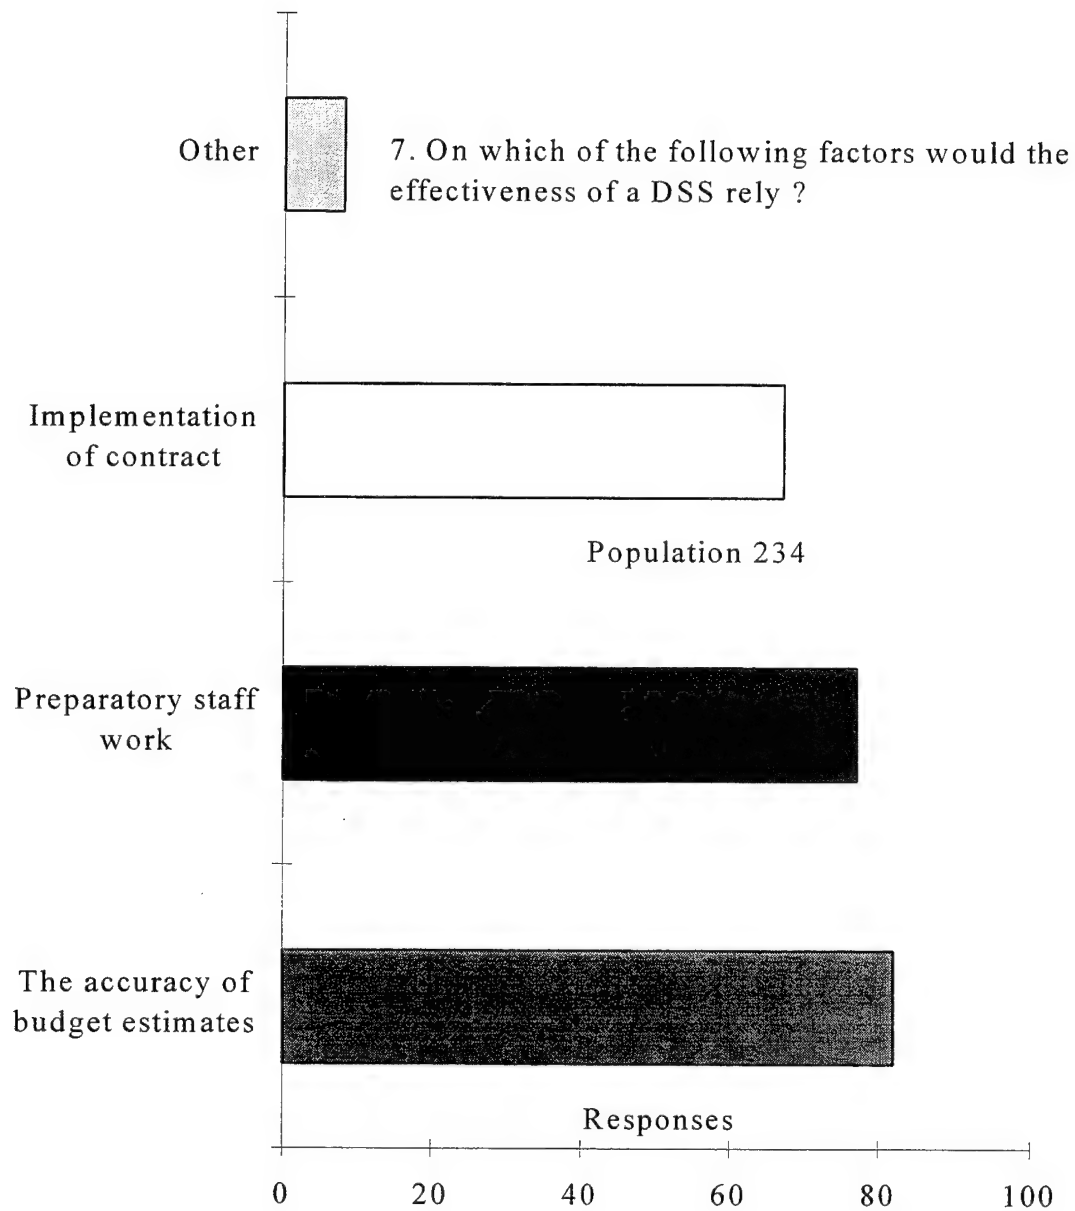 Other
7. On which of the following factors would the
effectiveness of a DSS rely ?
Implementation
of contract
Population 234
Preparatory staff
work
The accuracy of
budget estimates
Responses
0 20 40 60 80 100